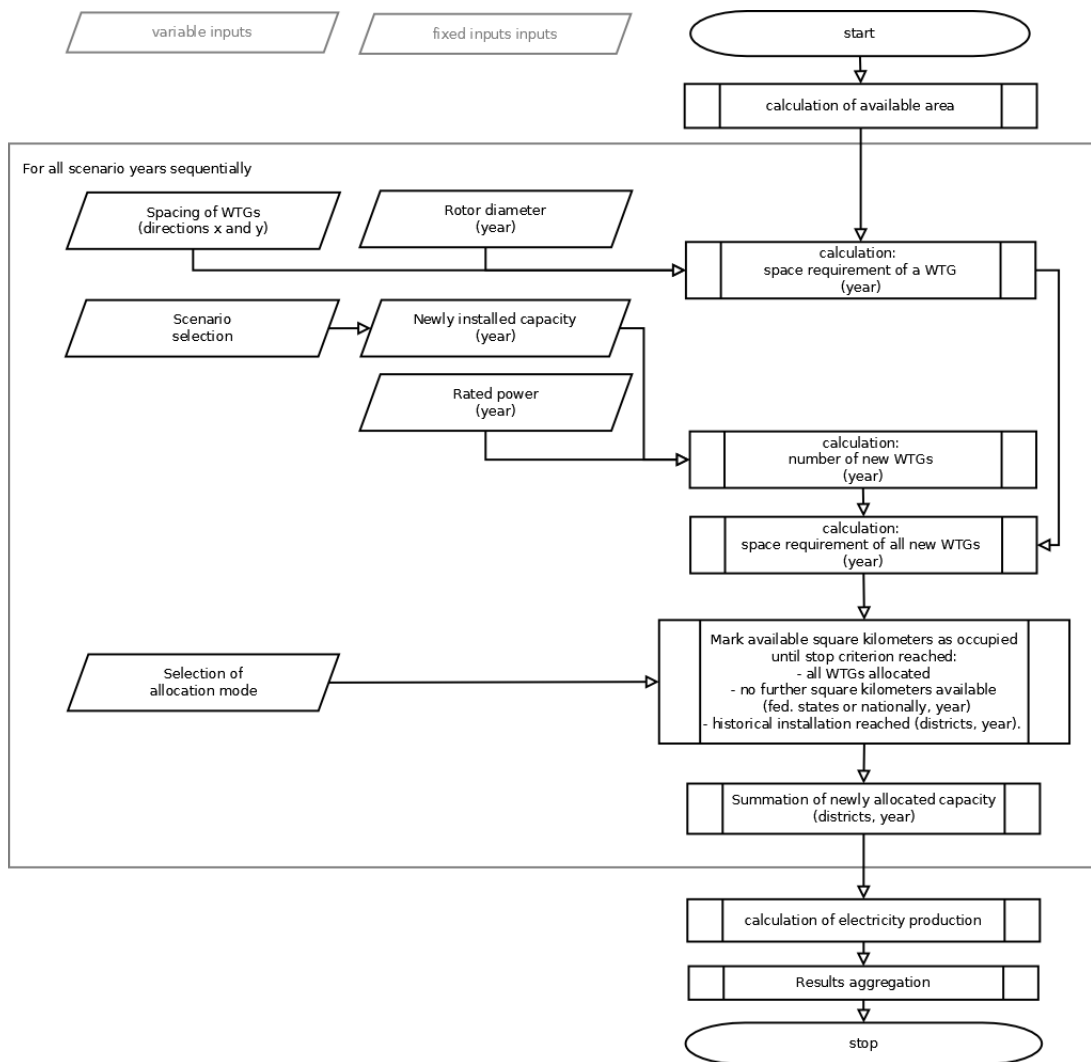 variable inputs
fixed inputs inputs
start
calculation of available area
For all scenario years sequentially
Spacing of WTGs
(directions x and y)
Rotor diameter
(year)
calculation:
space requirement of a WTG
(year)
Scenario
selection
Newly installed capacity
(year)
Rated power
(year)
calculation:
number of new WTGs
(year)
calculation:
space requirement of all new WTGs
(year)
Selection of
allocation mode
Mark available square kilometers as occupied
until stop criterion reached:
- all WTGs allocated
- no further square kilometers available
(fed. states or nationally, year)
- historical installation reached (districts, year).
Summation of newly allocated capacity
(districts, year)
calculation of electricity production
Results aggregation
stop